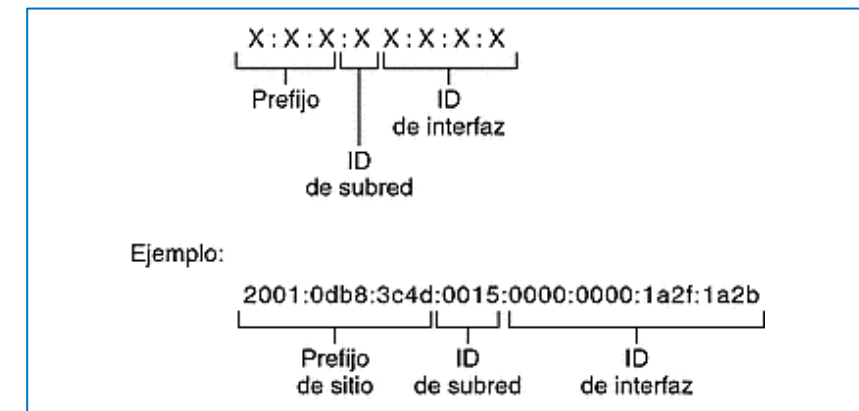 X:X:X:X X:X:X:X
Prefijo
ID
de interfaz
ID
de subred
Ejemplo:
2001:0db8:3c4d:0015:0000:0000:1a2f:1a2b
Prefijo
de sitio
ID
de subred
ID
de interfaz